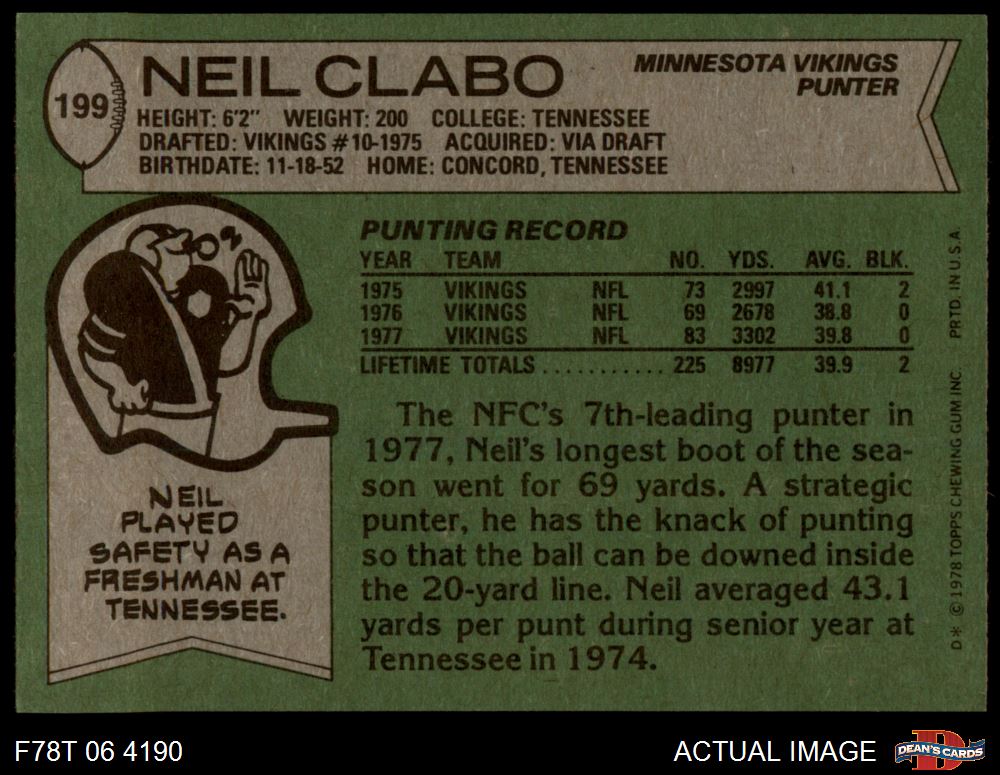 199
NEIL CLABO
MINNESOTA VIKINGS
PUNTER
HEIGHT: 6'2" WEIGHT: 200 COLLEGE: TENNESSEE
DRAFTED: VIKINGS #10-1975 ACQUIRED: VIA DRAFT
BIRTHDATE: 11-18-52 HOME: CONCORD, TENNESSEE
PUNTING RECORD
YEAR TEAM NO. YDS. AVG. BLK.
1975 VIKINGS NFL 73 2997 41.1 2
1976 VIKINGS NFL 69 2678 38.8 0
1977 VIKINGS NFL 83 3302 39.8 0
LIFETIME TOTALS ........... 225 8977 39.9 2
The NFC's 7th-leading punter in
1977, Neil's longest boot of the sea-
son went for 69 yards. A strategic
punter, he has the knack of punting
so that the ball can be downed inside
the 20-yard line. Neil averaged 43.1
yards per punt during senior year at
Tennessee in 1974.
NEIL
PLAYED
SAFETY AS A
FRESHMAN AT
TENNESSEE.
D* © 1978 TOPPS CHEWING GUM INC. PRTD. IN U.S.A.
F78T 06 4190
ACTUAL IMAGE
D
DEAN'S CARDS